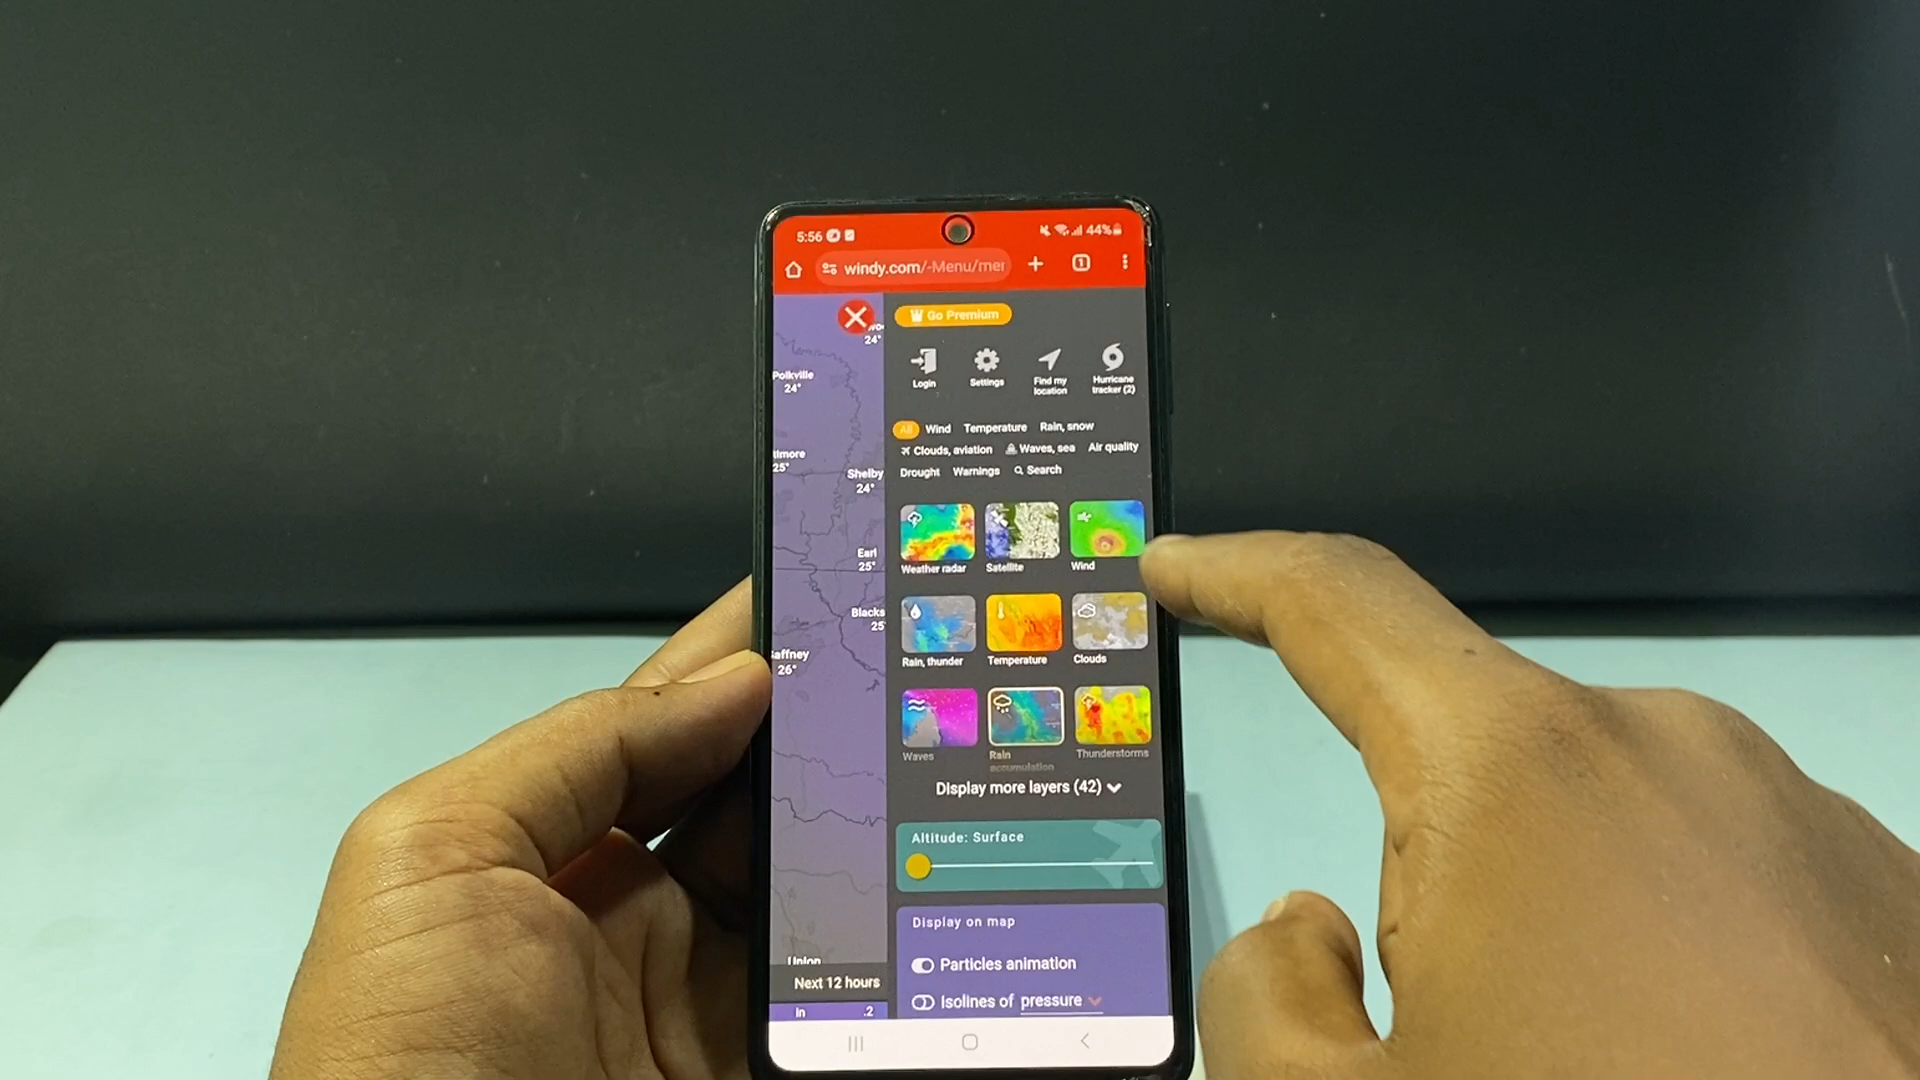 5:56
44%
windy.com/-Menu/mer
1
Go Premium
24°
Polkville
24°
Login
Settings
Find my location
Hurricane tracker (2)
All Wind Temperature Rain, snow
Clouds, aviation Waves, sea Air quality
Drought Warnings Search
25°
Shelby
24°
Weather radar
Satellite
Wind
Earl
25°
Blacks
25
affney
26°
Rain, thunder
Temperature
Clouds
Waves
Rain accumulation
Thunderstorms
Display more layers (42)
Altitude: Surface
Display on map
Particles animation
Isolines of pressure
Union
Next 12 hours
in .2